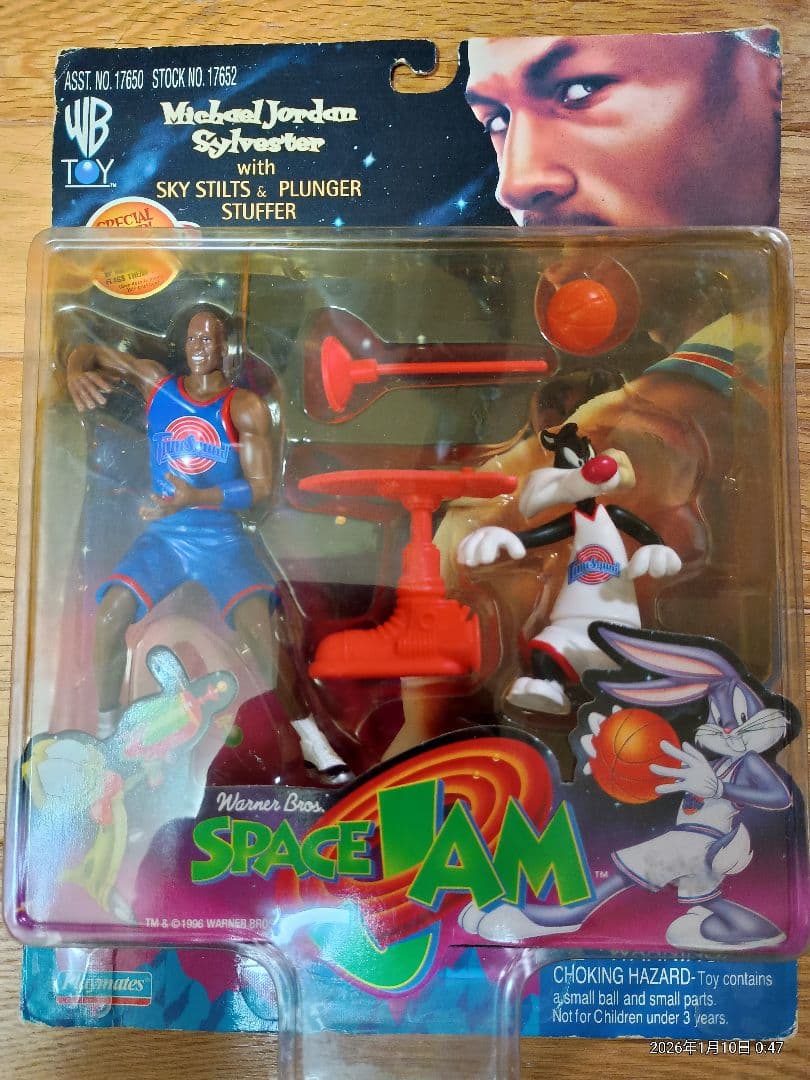 ASST. NO. 17650 STOCK NO. 17652
WB
TOY
Michael Jordan
Sylvester
with
SKY STILTS & PLUNGER
STUFFER
SPECIAL
Tune Squad
Tune Squad
Warner Bros.
SPACE JAM™
TM & © 1996 WARNER BROS
Playmates
CHOKING HAZARD-Toy contains
a small ball and small parts.
Not for Children under 3 years.
2026年1月10日 0:47